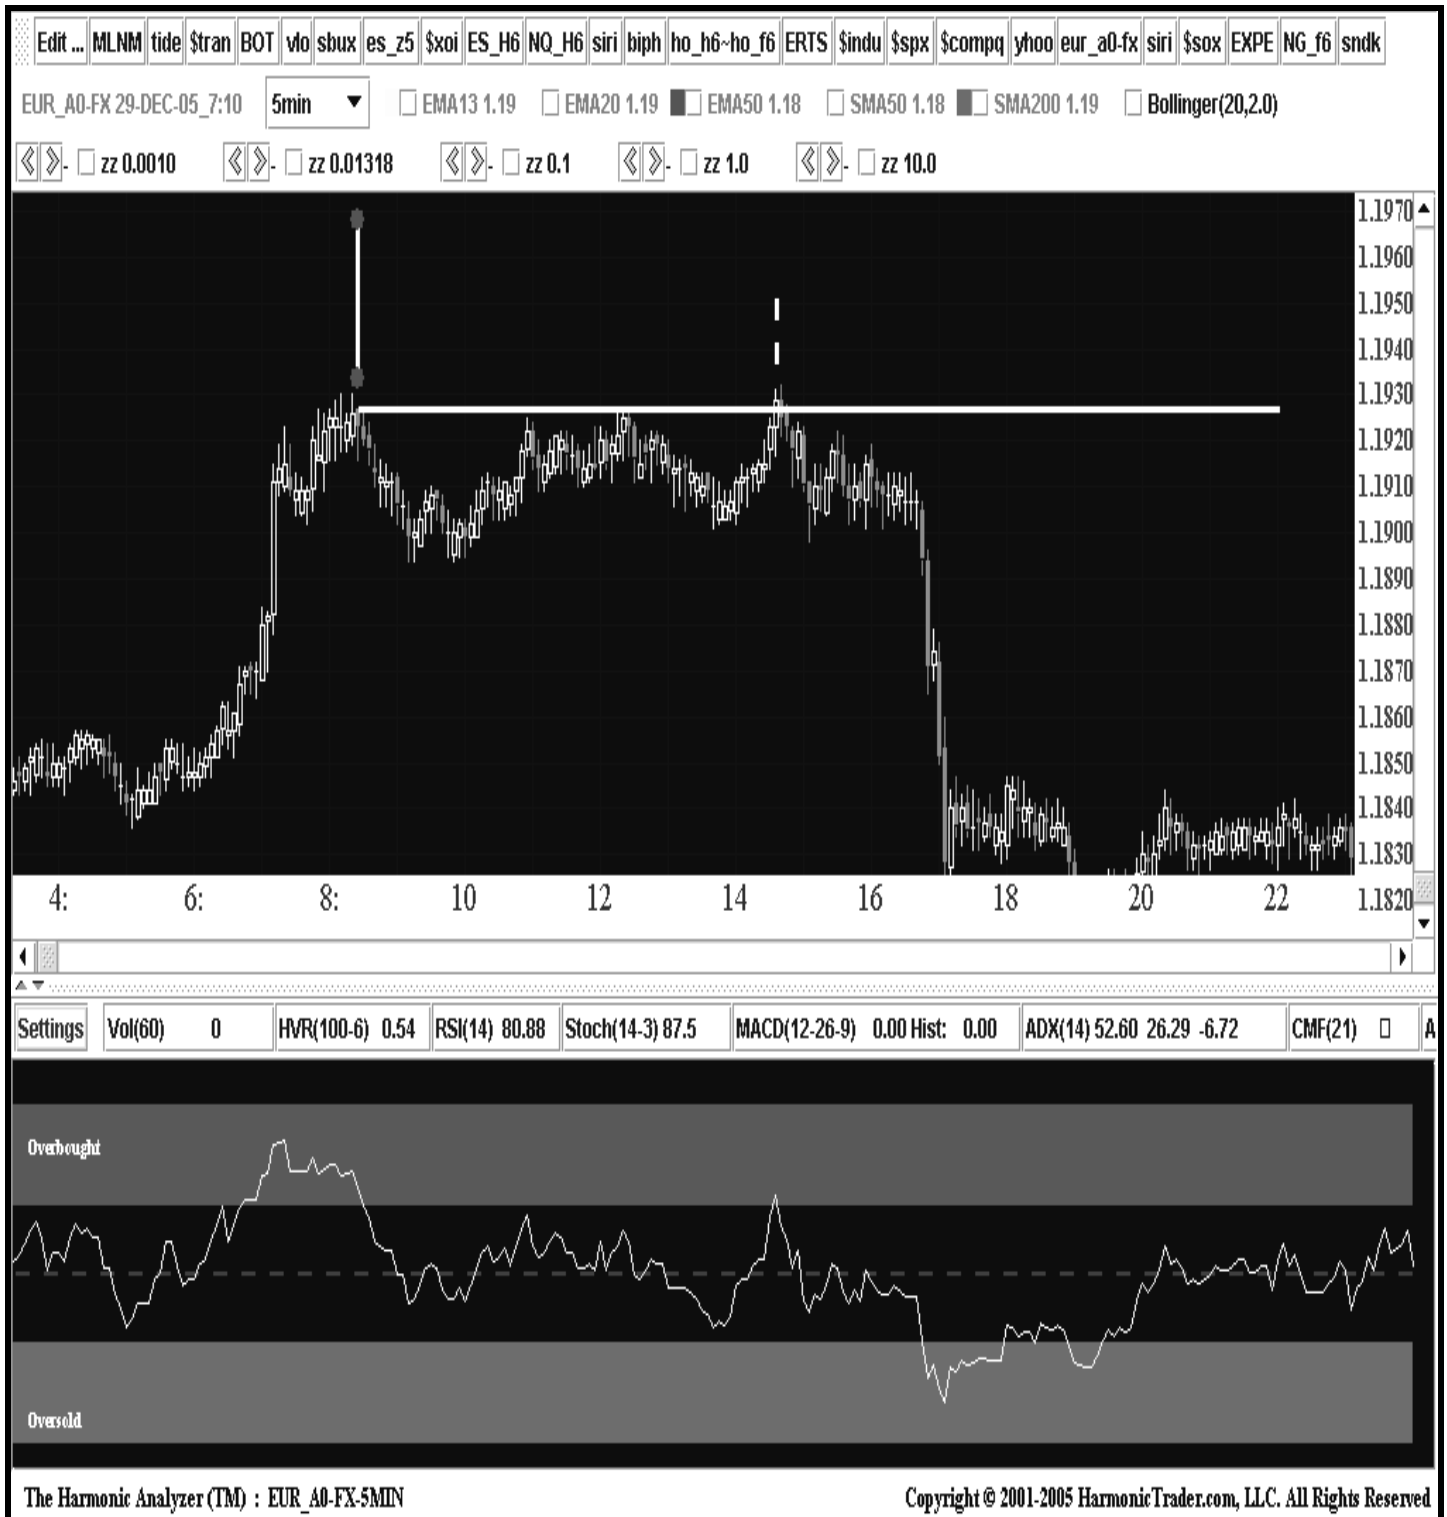 Edit ... MLNM tide $tran BOT vlo sbux es_z5 $xoi ES_H6 NQ_H6 siri biph ho_h6~ho_f6 ERTS $indu $spx $compq yhoo eur_a0-fx siri $sox EXPE NG_f6 sndk
EUR_A0-FX 29-DEC-05_7:10 5min EMA13 1.19 EMA20 1.19 EMA50 1.18 SMA50 1.18 SMA200 1.19 Bollinger(20,2.0)
- zz 0.0010 - zz 0.01318 - zz 0.1 - zz 1.0 - zz 10.0
1.1970
1.1960
1.1950
1.1940
1.1930
1.1920
1.1910
1.1900
1.1890
1.1880
1.1870
1.1860
1.1850
1.1840
1.1830
1.1820
4: 6: 8: 10 12 14 16 18 20 22
Settings Vol(60) 0 HVR(100-6) 0.54 RSI(14) 80.88 Stoch(14-3) 87.5 MACD(12-26-9) 0.00 Hist: 0.00 ADX(14) 52.60 26.29 -6.72 CMF(21) A
Overbought
Oversold
The Harmonic Analyzer (TM) : EUR_A0-FX-5MIN Copyright © 2001-2005 HarmonicTrader.com, LLC. All Rights Reserved